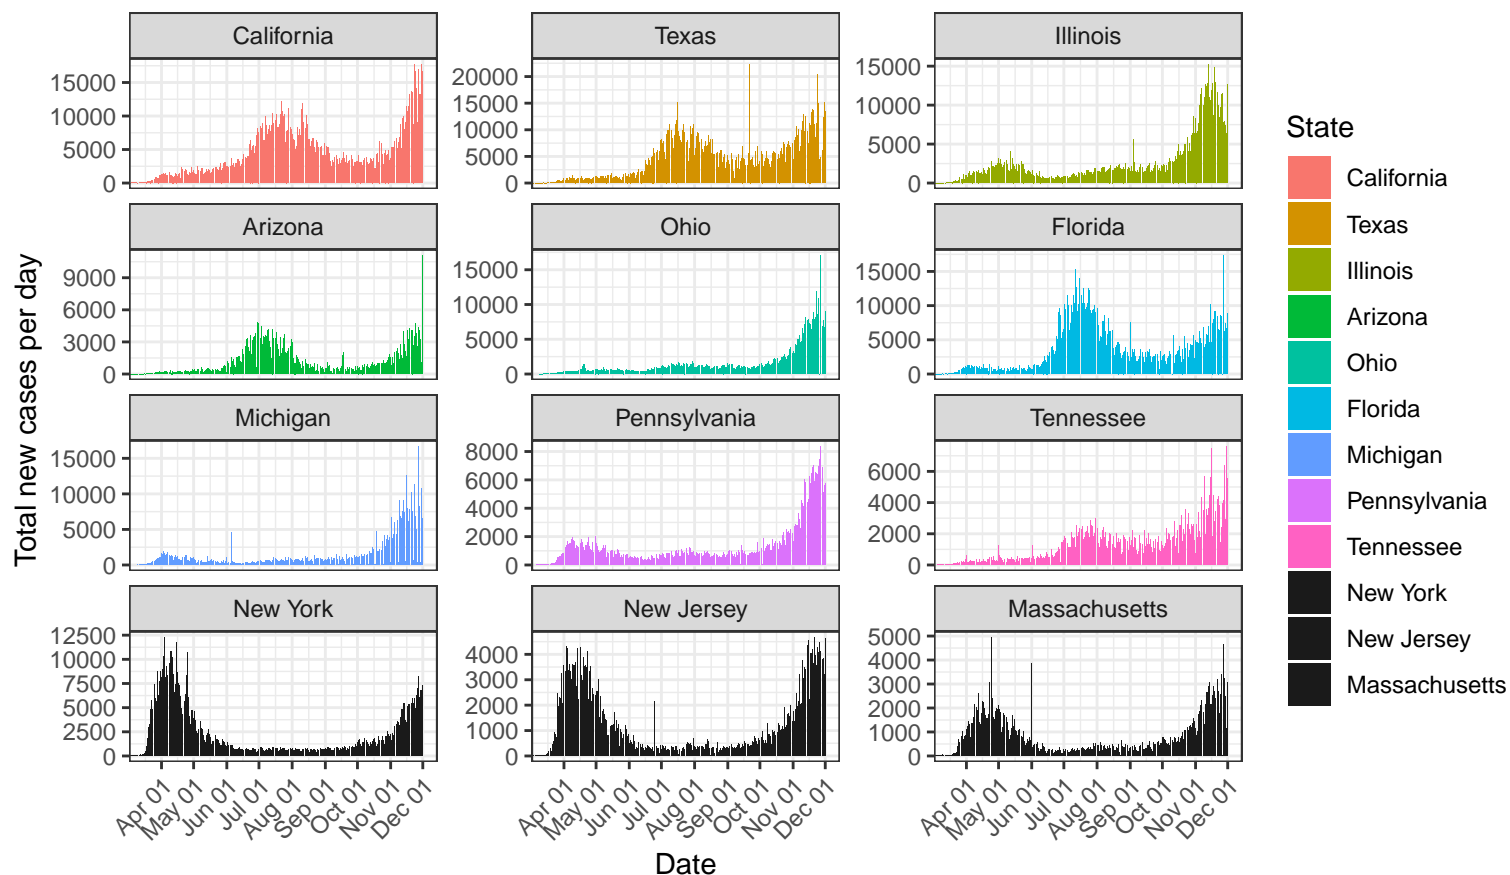 California
Texas
Illinois
15000
10000
5000
0
20000
15000
10000
5000
0
15000
10000
5000
0
Arizona
Ohio
Florida
9000
6000
3000
0
15000
10000
5000
0
15000
10000
5000
0
Michigan
Pennsylvania
Tennessee
15000
10000
5000
0
8000
6000
4000
2000
0
6000
4000
2000
0
New York
New Jersey
Massachusetts
12500
10000
7500
5000
2500
0
4000
3000
2000
1000
0
5000
4000
3000
2000
1000
0
Apr 01
May 01
Jun 01
Jul 01
Aug 01
Sep 01
Oct 01
Nov 01
Dec 01
Apr 01
May 01
Jun 01
Jul 01
Aug 01
Sep 01
Oct 01
Nov 01
Dec 01
Apr 01
May 01
Jun 01
Jul 01
Aug 01
Sep 01
Oct 01
Nov 01
Dec 01
Date
Total new cases per day
State
California
Texas
Illinois
Arizona
Ohio
Florida
Michigan
Pennsylvania
Tennessee
New York
New Jersey
Massachusetts